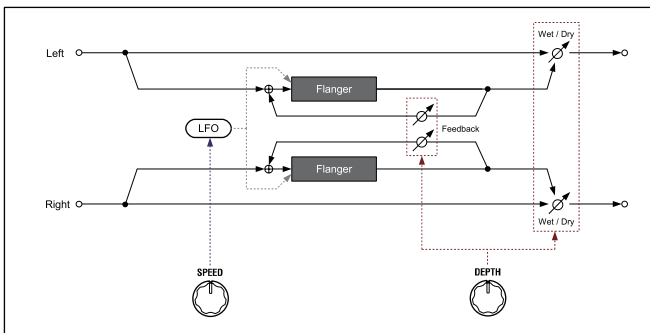 Wet / Dry
Left
Flanger
LFO
Feedback
Flanger
Right
Wet / Dry
SPEED
DEPTH